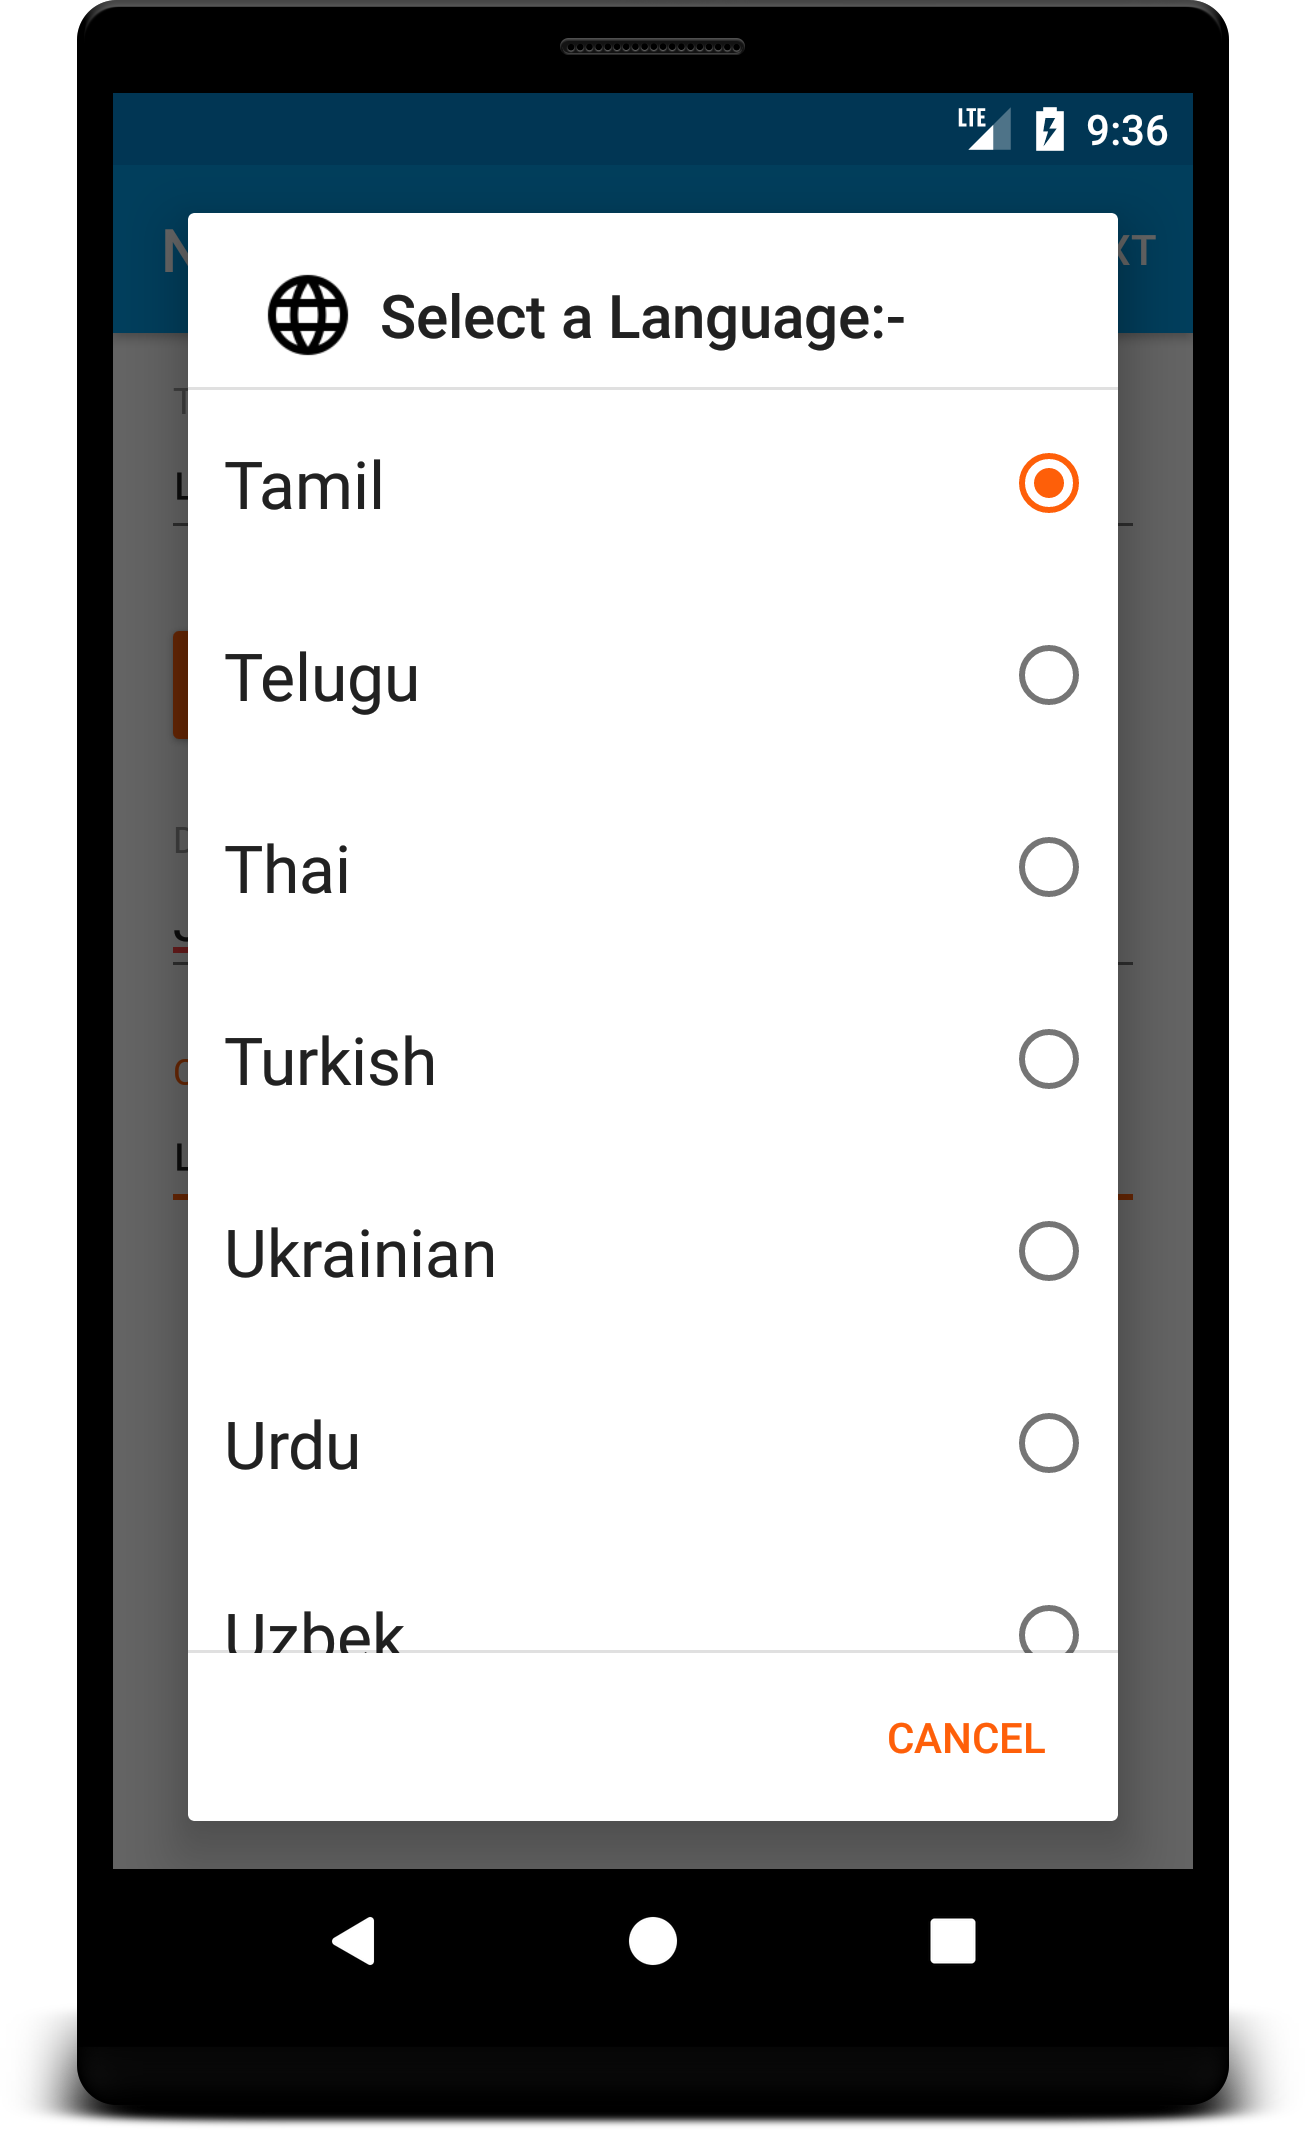 LTE 9:36
Select a Language:-
Tamil
Telugu
Thai
Turkish
Ukrainian
Urdu
Uzbek
CANCEL